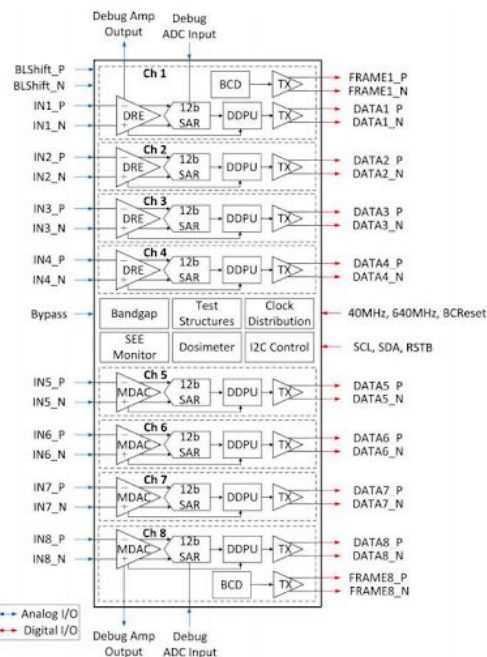 Debug Amp Output
Debug ADC Input
BLShift_P
BLShift_N
Ch 1
BCD
TX
FRAME1_P
FRAME1_N
IN1_P
IN1_N
DRE
12b SAR
DDPU
TX
DATA1_P
DATA1_N
Ch 2
IN2_P
IN2_N
DRE
12b SAR
DDPU
TX
DATA2_P
DATA2_N
Ch 3
IN3_P
IN3_N
DRE
12b SAR
DDPU
TX
DATA3_P
DATA3_N
Ch 4
IN4_P
IN4_N
DRE
12b SAR
DDPU
TX
DATA4_P
DATA4_N
Bypass
Bandgap
Test Structures
Clock Distribution
40MHz, 640MHz, BCReset
SEE Monitor
Dosimeter
I2C Control
SCL, SDA, RSTB
Ch 5
IN5_P
IN5_N
MDAC
12b SAR
DDPU
TX
DATA5_P
DATA5_N
Ch 6
IN6_P
IN6_N
MDAC
12b SAR
DDPU
TX
DATA6_P
DATA6_N
Ch 7
IN7_P
IN7_N
MDAC
12b SAR
DDPU
TX
DATA7_P
DATA7_N
Ch 8
IN8_P
IN8_N
MDAC
12b SAR
DDPU
TX
DATA8_P
DATA8_N
BCD
TX
FRAME8_P
FRAME8_N
Analog I/O
Digital I/O
Debug Amp Output
Debug ADC Input